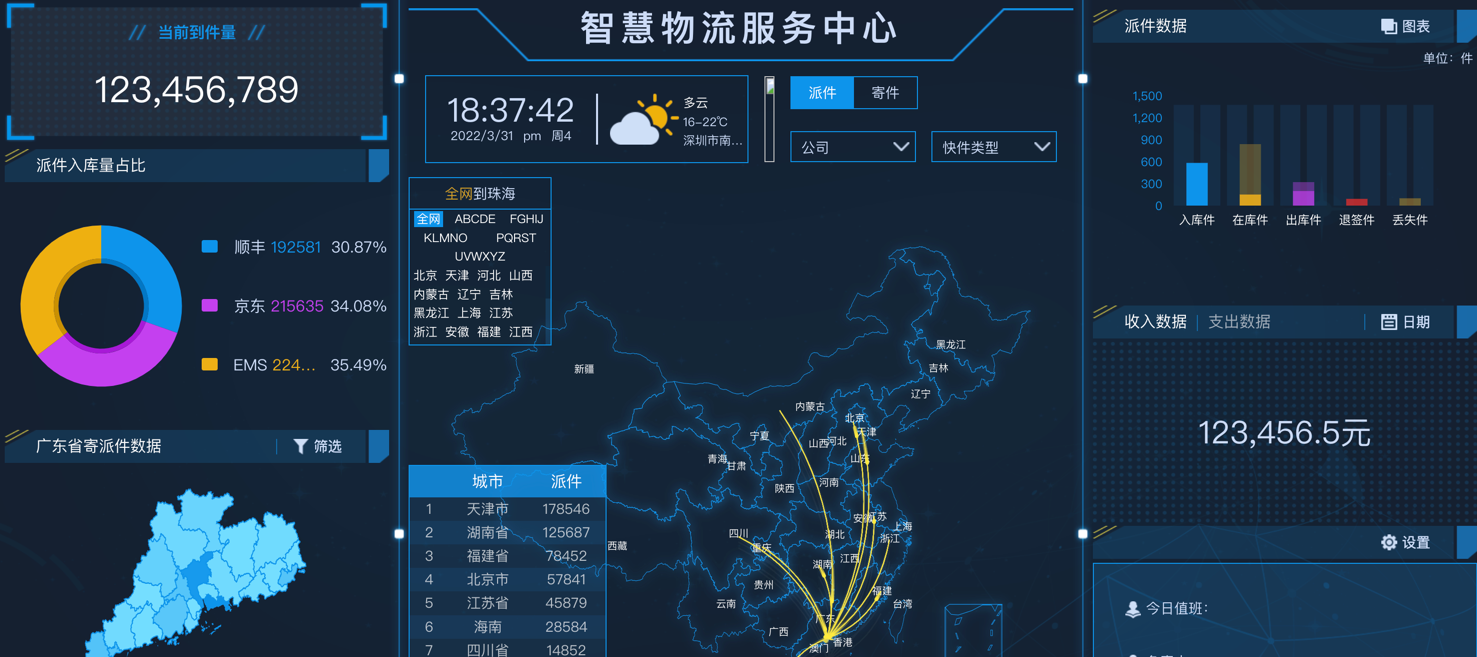 // 当前到件量 //
123,456,789
派件入库量占比
顺丰 192581 30.87%
京东 215635 34.08%
EMS 224... 35.49%
广东省寄派件数据 筛选
智慧物流服务中心
18:37:42
2022/3/31 pm 周4
多云
16-22℃
深圳市南...
派件 寄件
公司 快件类型
全网到珠海
全网 ABCDE FGHIJ
KLMNO PQRST
UVWXYZ
北京 天津 河北 山西
内蒙古 辽宁 吉林
黑龙江 上海 江苏
浙江 安徽 福建 江西
城市 派件
1 天津市 178546
2 湖南省 125687
3 福建省 78452
4 北京市 57841
5 江苏省 45879
6 海南 28584
7 四川省 14852
黑龙江
新疆
吉林
辽宁
内蒙古
北京
天津
宁夏
山西
河北
青海
甘肃
山东
陕西
河南
安徽
江苏
上海
四川
湖北
浙江
西藏
重庆
江西
湖南
贵州
福建
云南
台湾
广东
广西
香港
澳门
派件数据 图表
单位：件
1,500
1,200
900
600
300
0
入库件 在库件 出库件 退签件 丢失件
收入数据 支出数据 日期
123,456.5元
设置
今日值班：